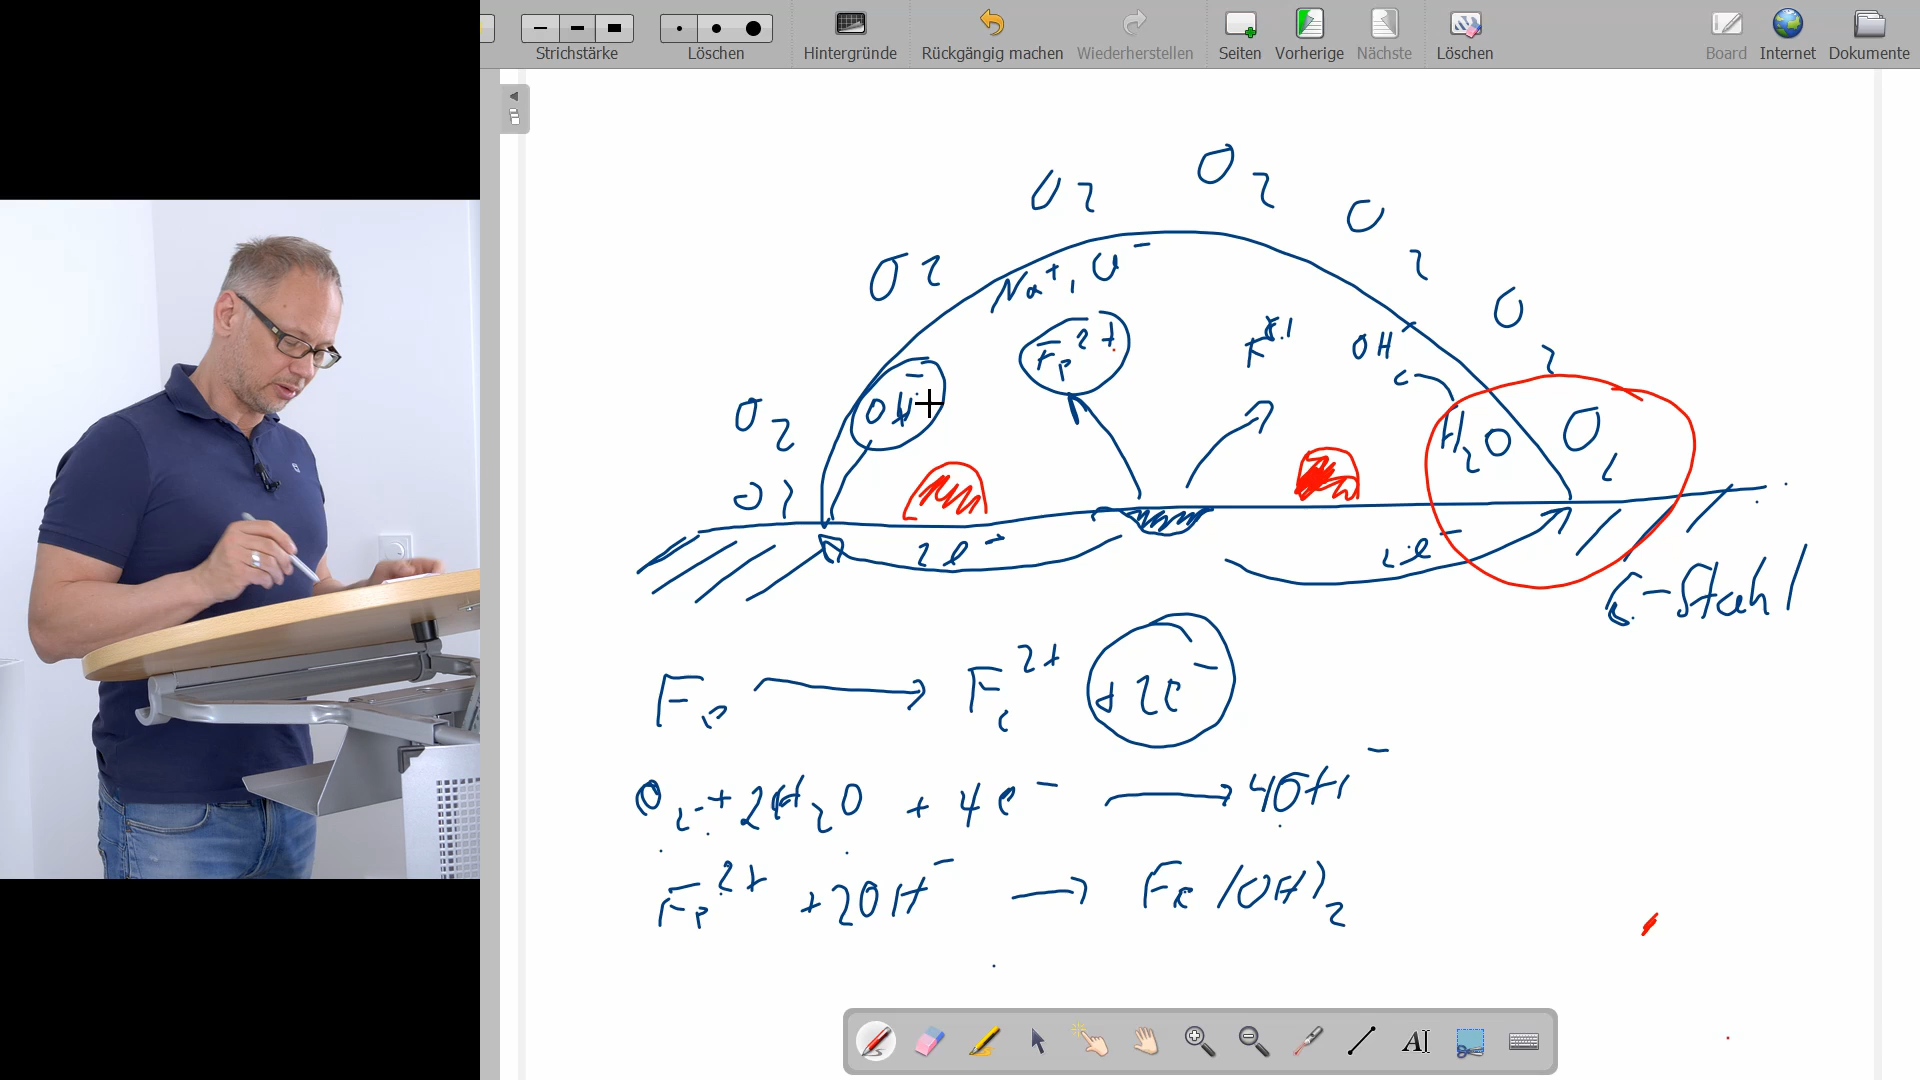 Strichstärke Löschen Hintergründe Rückgängig machen Wiederherstellen Seiten Vorherige Nächste Löschen Board Internet Dokumente
O2
O2
O2
O2
Na+, Cl-
O2
Fe2+
OH-
OH-
O2
H2O O2
O2
2e- 2e-
C-Stahl
Fe → Fe2+ +2e-
O2 + 2H2O + 4e- → 4OH-
Fe2+ + 2OH- → Fe(OH)2